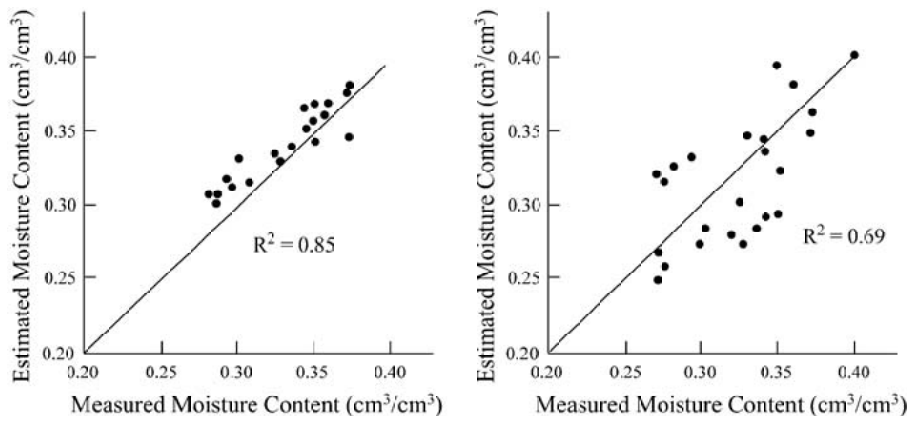 Estimated Moisture Content (cm³/cm³)
0.40
0.35
0.30
0.25
0.20
R² = 0.85
0.20 0.25 0.30 0.35 0.40
Measured Moisture Content (cm³/cm³)
Estimated Moisture Content (cm³/cm³)
0.40
0.35
0.30
0.25
0.20
R² = 0.69
0.20 0.25 0.30 0.35 0.40
Measured Moisture Content (cm³/cm³)